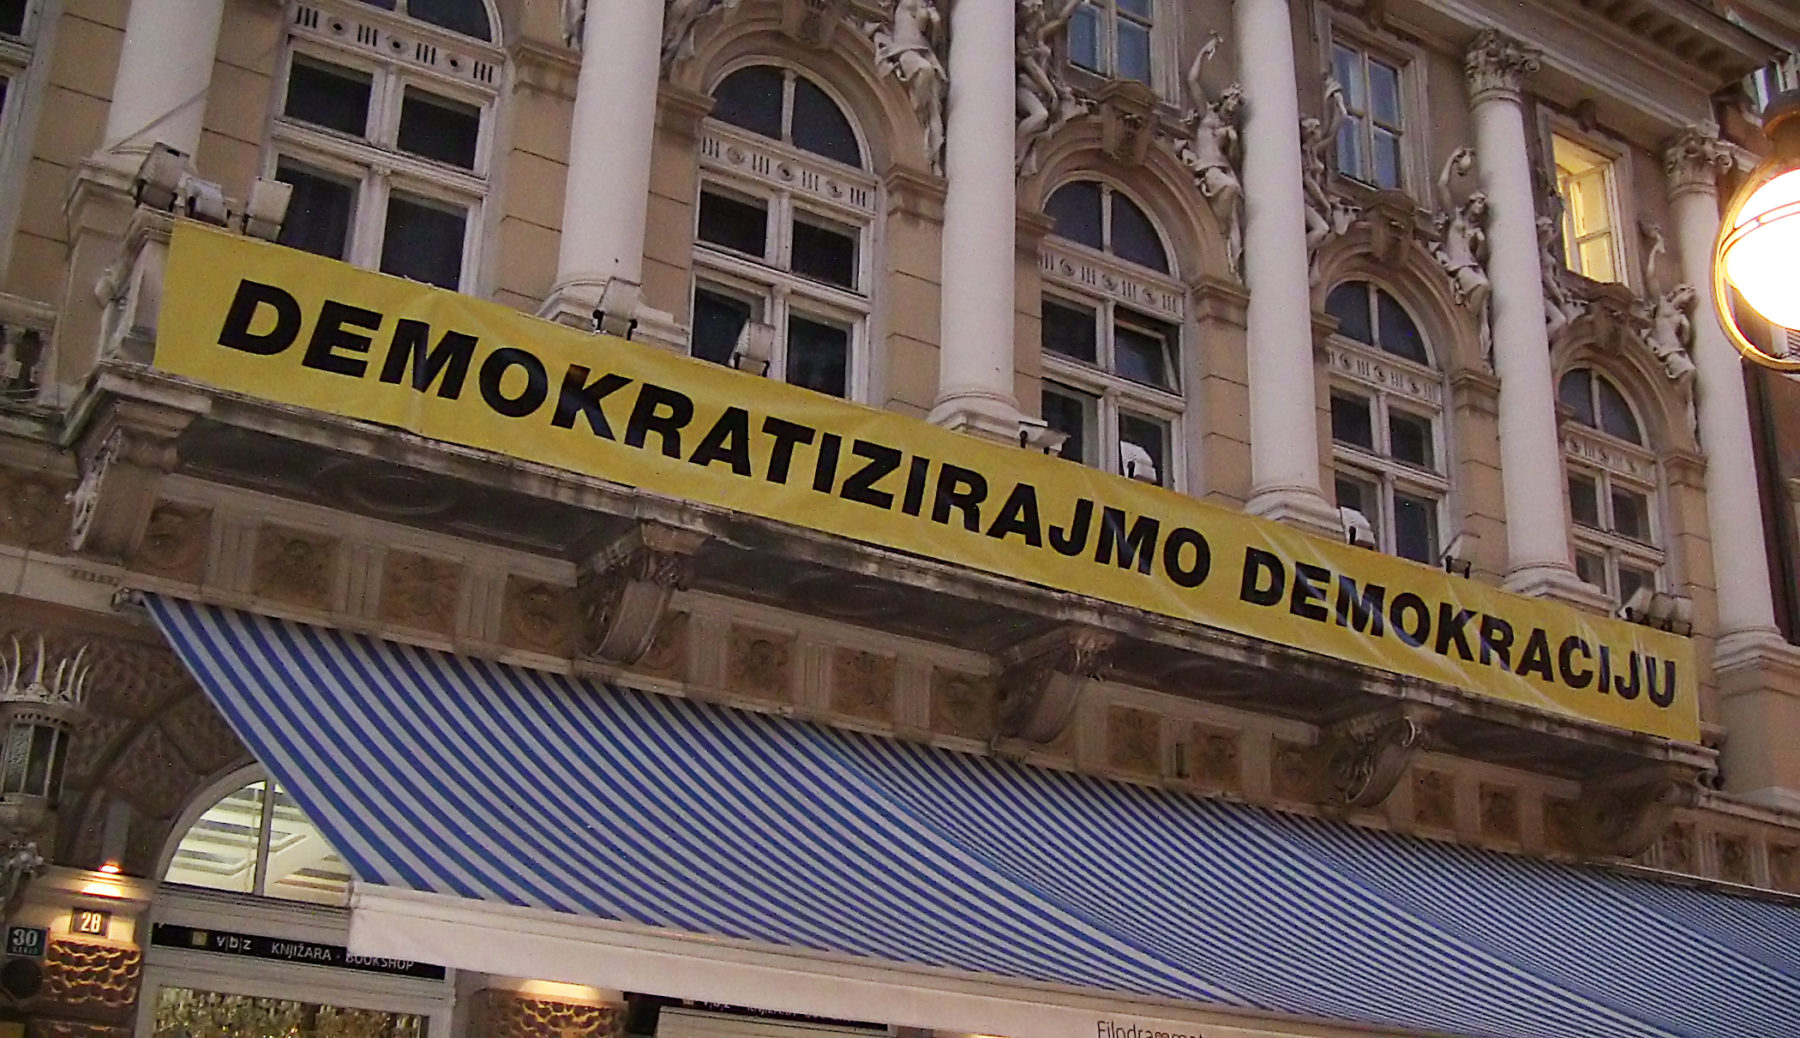 DEMOKRATIZIRAJMO DEMOKRACIJU
28
30
v|b|z KNJIŽARA · BOOKSHOP